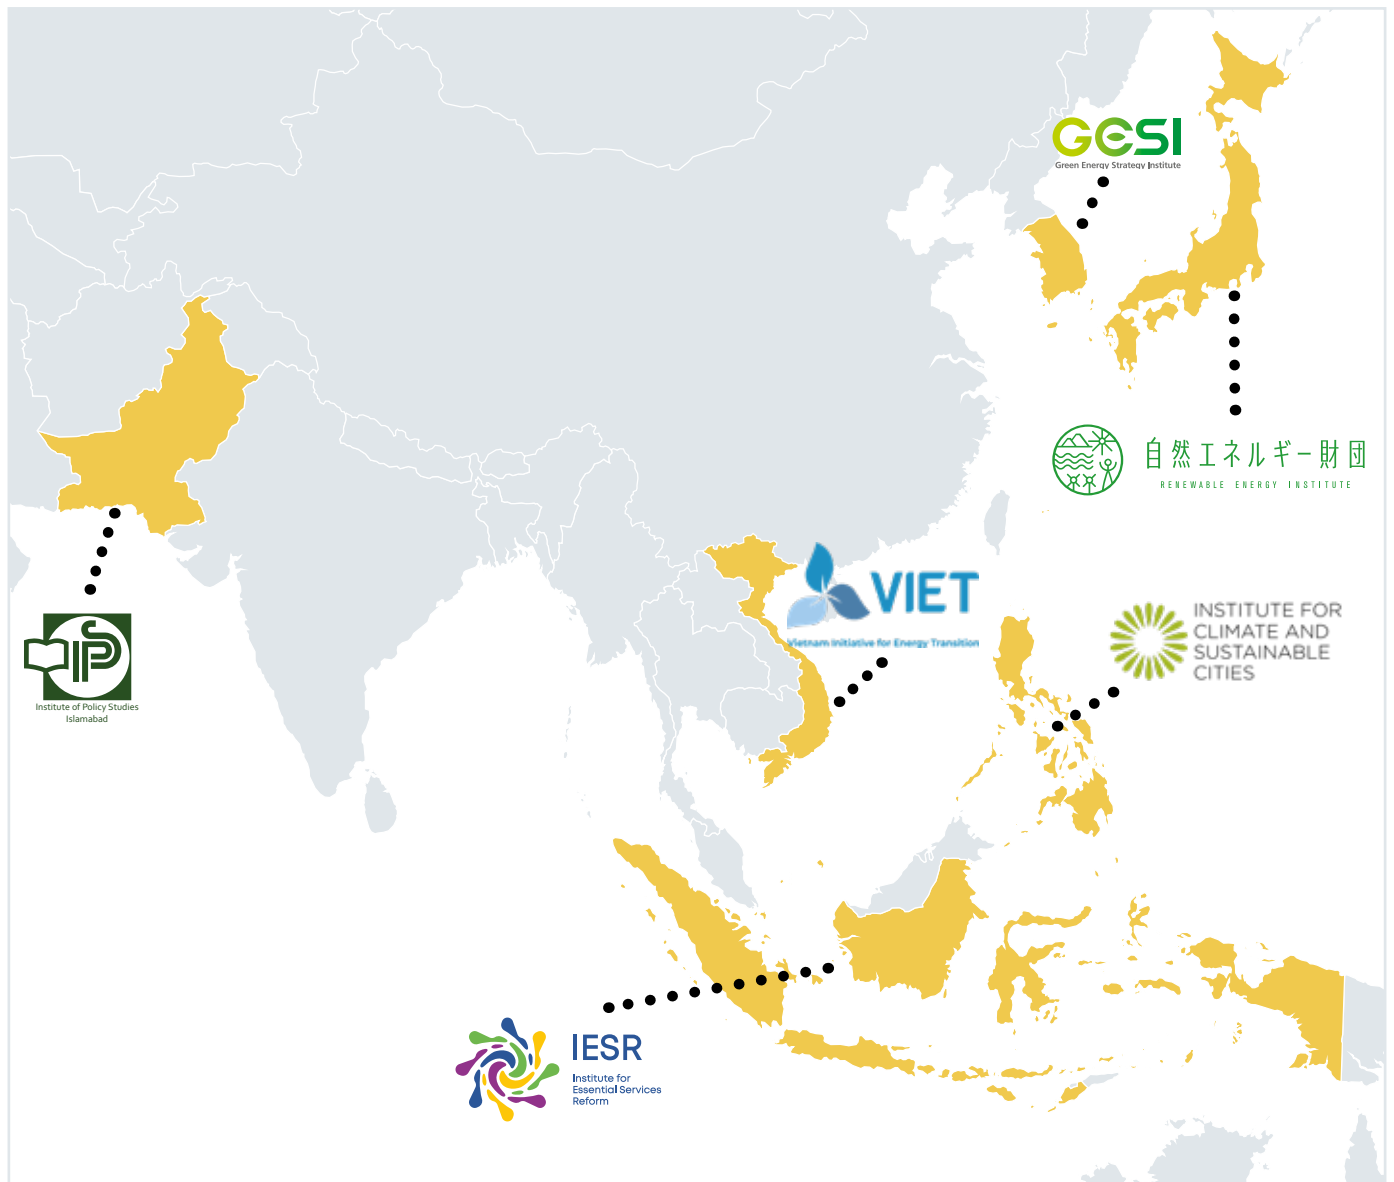 GESI
Green Energy Strategy Institute
自然エネルギー財団
RENEWABLE ENERGY INSTITUTE
VIET
Vietnam Initiative for Energy Transition
INSTITUTE FOR
CLIMATE AND
SUSTAINABLE
CITIES
IPS
Institute of Policy Studies
Islamabad
IESR
Institute for
Essential Services
Reform